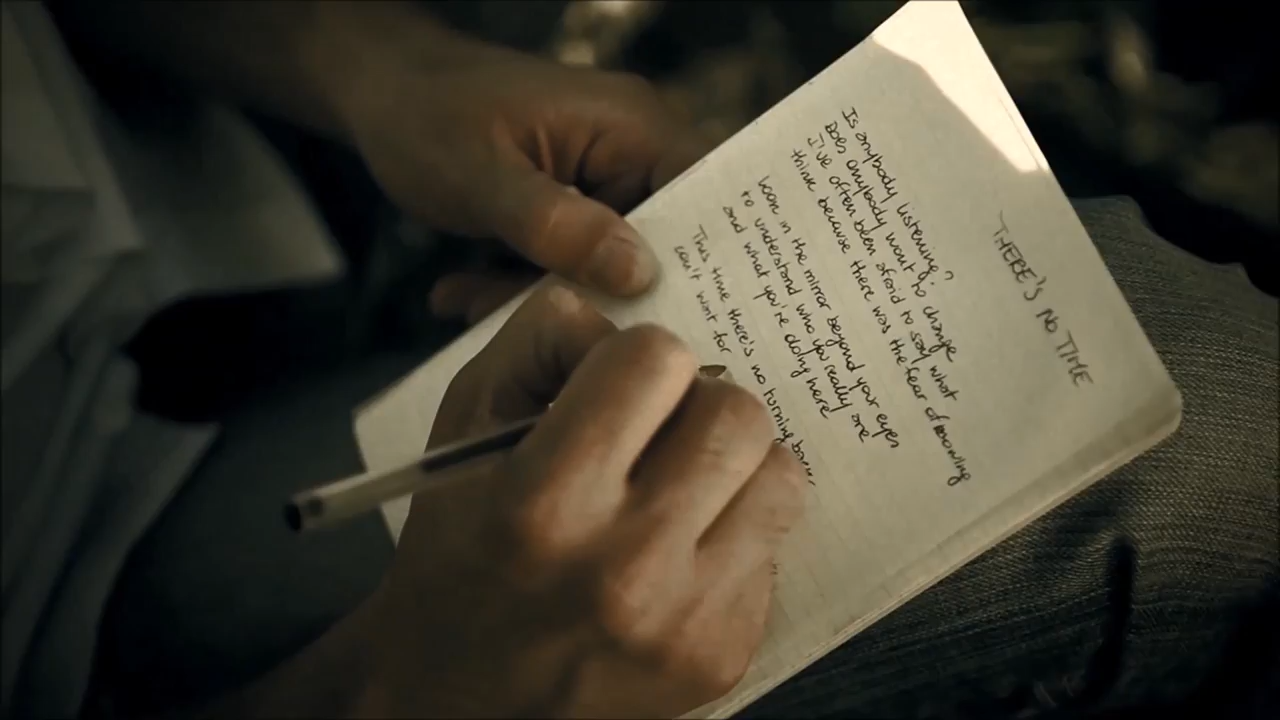 THERE'S NO TIME
Is anybody listening?
Does anybody want to change
I've often been afraid to say what
think because there was the fear of knowing
Look in the mirror beyond your eyes
to understand who you really are
and what you're doing here
This time there's no turning back
can't wait for